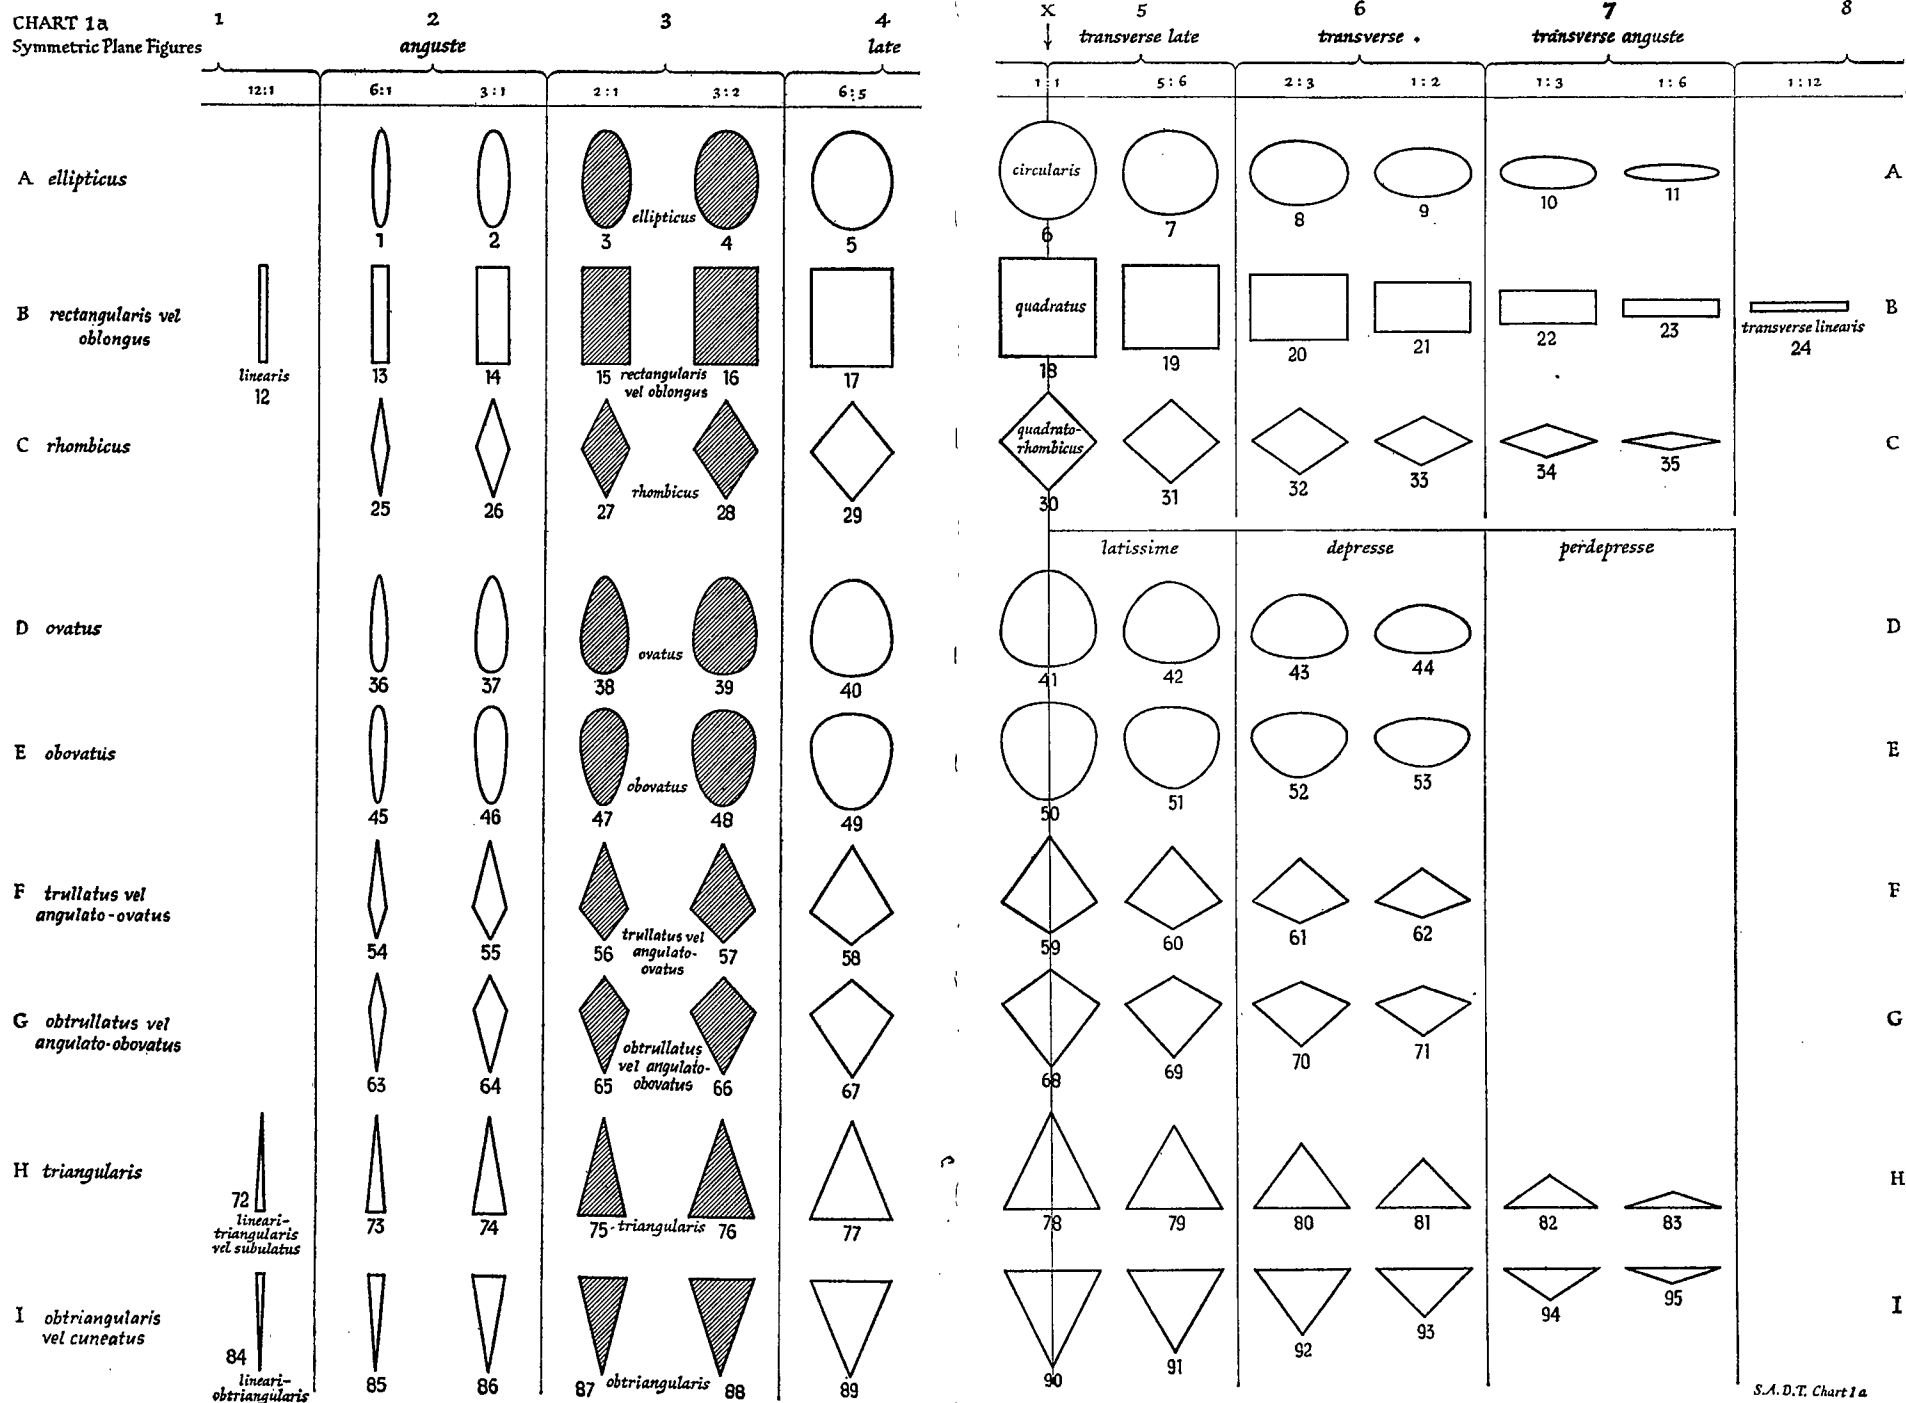 CHART 1a 1 2 3 4 X 5 6 7 8
Symmetric Plane Figures anguste late transverse late transverse transverse anguste
12:1 6:1 3:1 2:1 3:2 6:5 1:1 5:6 2:3 1:2 1:3 1:6 1:12
A ellipticus ellipticus circularis A
1 2 3 4 5 6 7 8 9 10 11
B rectangularis vel quadratus B
oblongus transverse linearis
linearis 13 14 15 rectangularis 16 17 18 19 20 21 22 23 24
12 vel oblongus
C rhombicus quadrato- C
rhombicus
rhombicus
25 26 27 28 29 30 31 32 33 34 35
latissime depresse perdepresse
D ovatus ovatus D
36 37 38 39 40 41 42 43 44
E obovatus obovatus E
45 46 47 48 49 50 51 52 53
F trullatus vel F
angulato-ovatus
54 55 56 trullatus vel 57 58 59 60 61 62
angulato-
ovatus
G obtrullatus vel G
angulato-obovatus
obtrullatus
vel angulato-
63 64 65 obovatus 66 67 68 69 70 71
H triangularis H
72 73 74 75 triangularis 76 77 78 79 80 81 82 83
lineari-
triangularis
vel subulatus
I obtriangularis I
vel cuneatus
84 85 86 87 obtriangularis 88 89 90 91 92 93 94 95
lineari-
obtriangularis
S.A.D.T. Chart 1a